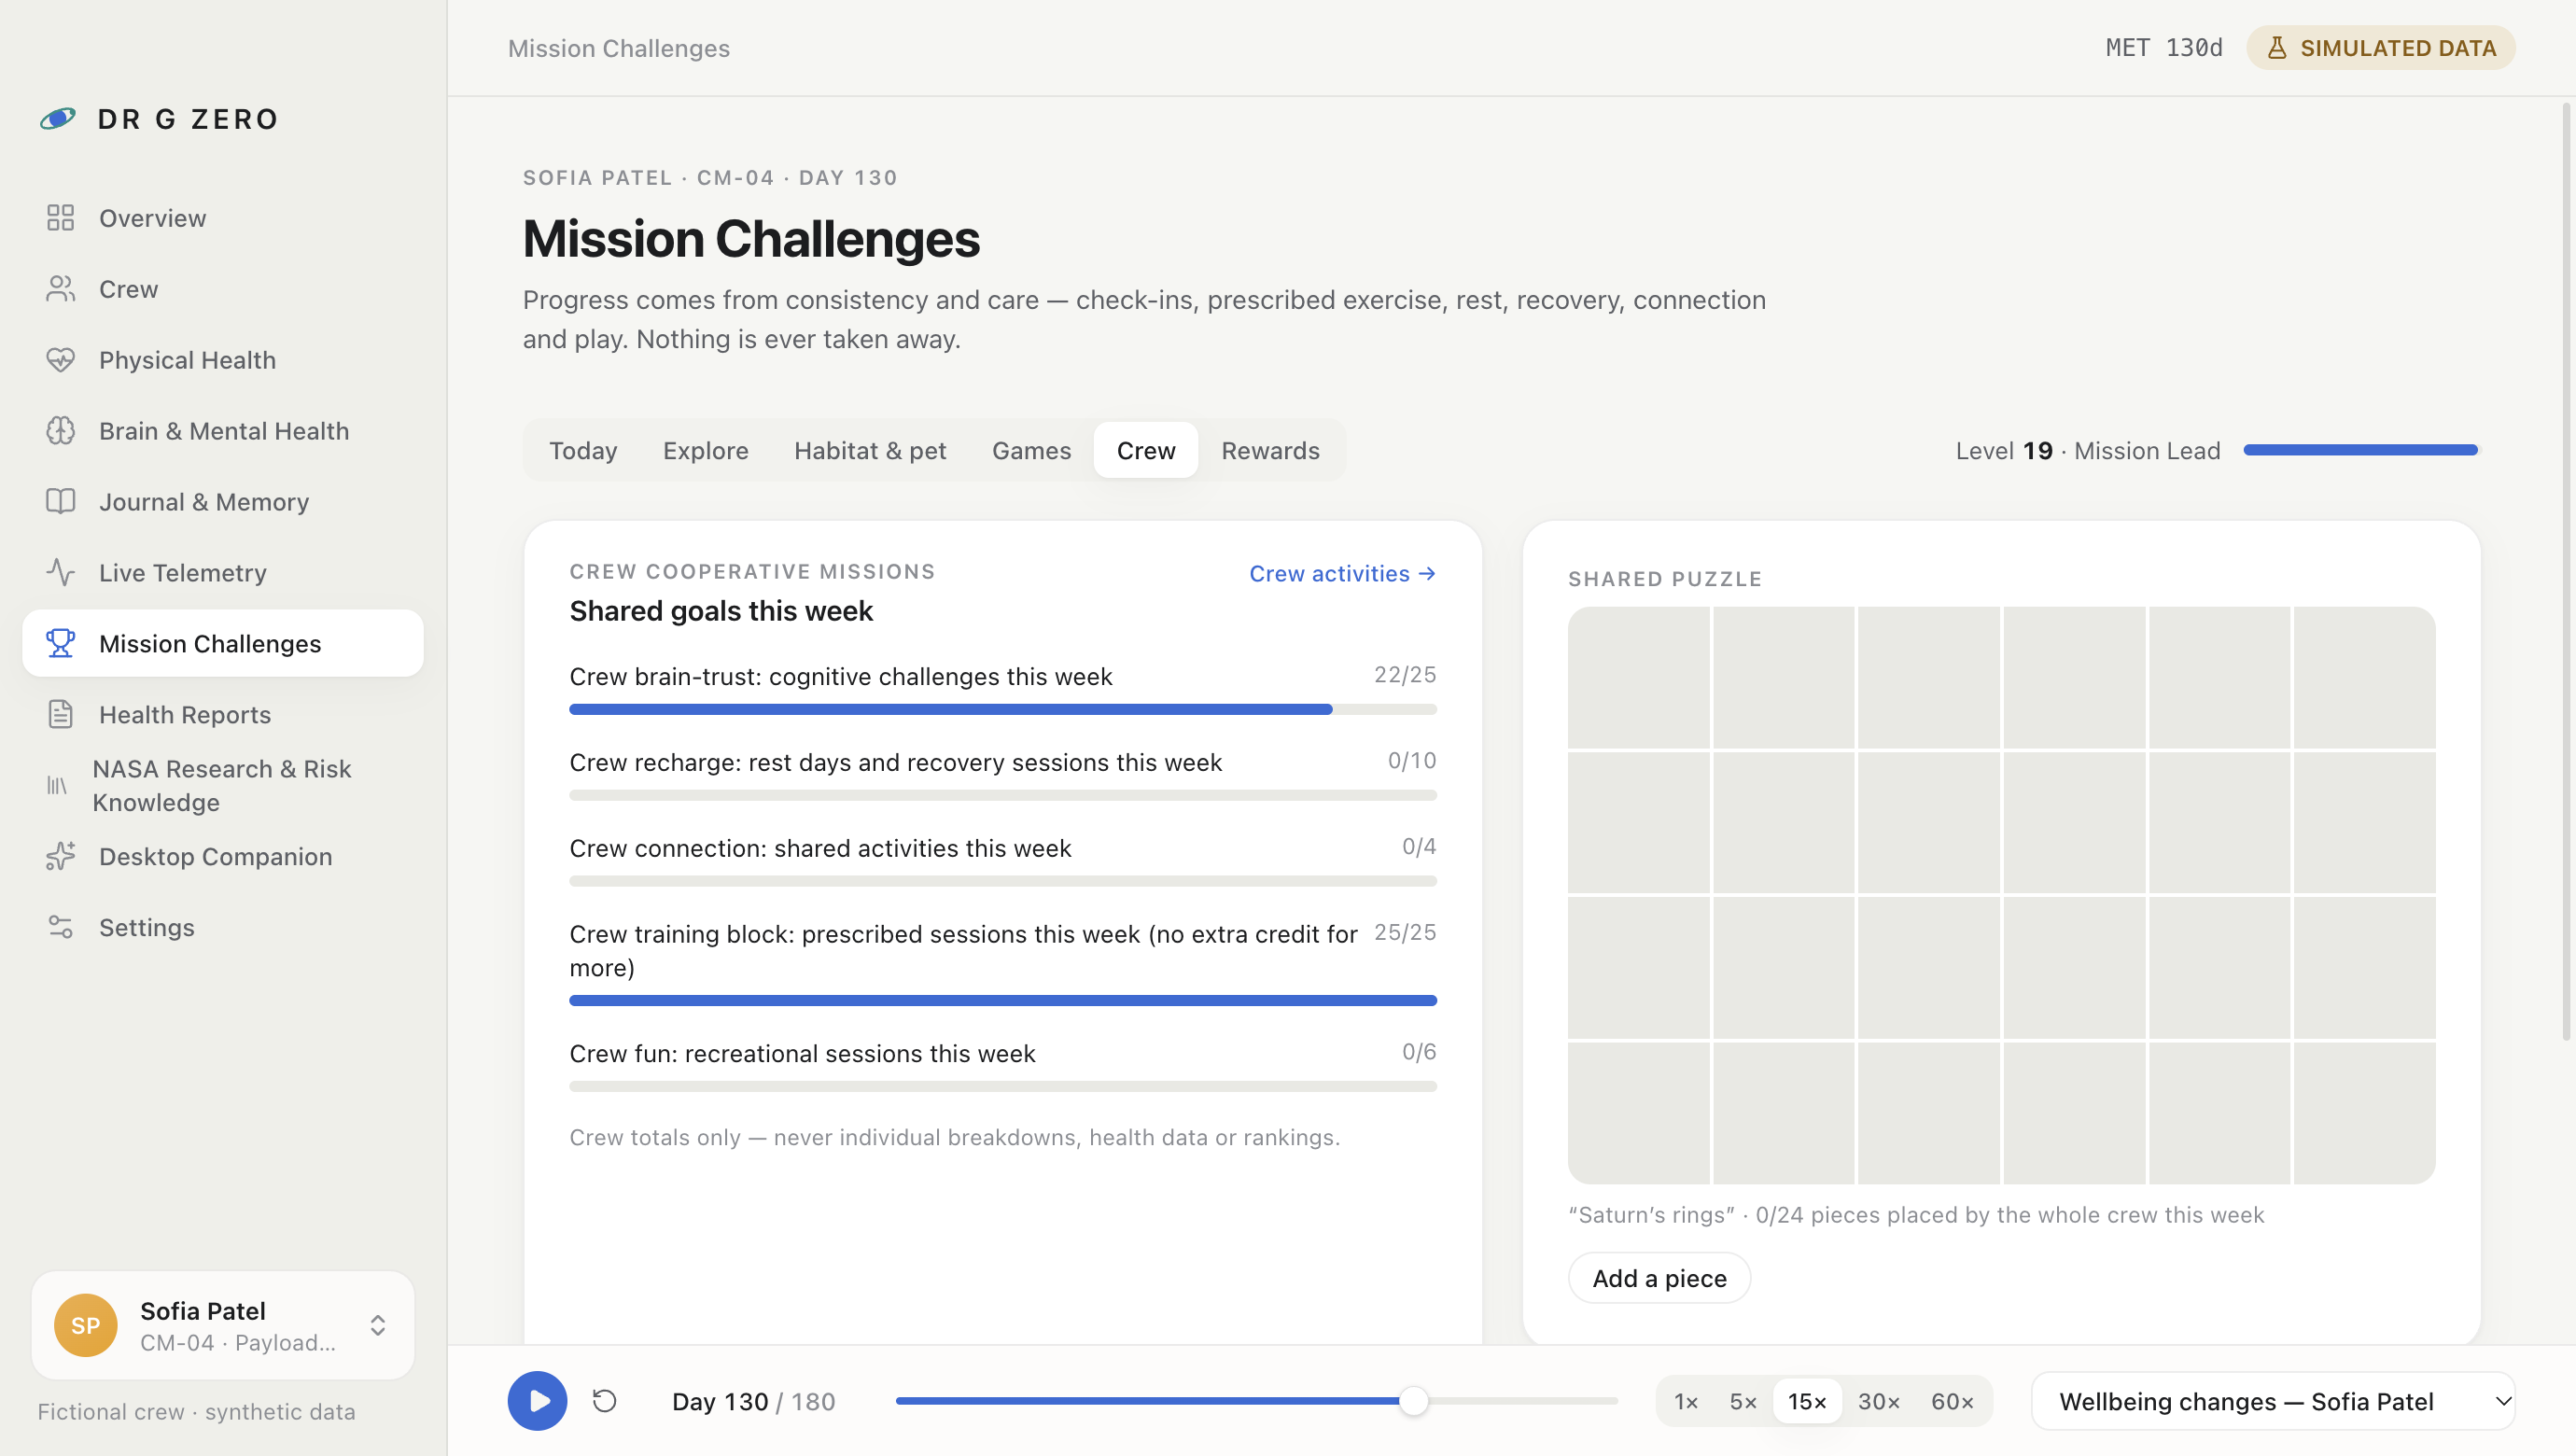 DR G ZERO
Overview
Crew
Physical Health
Brain & Mental Health
Journal & Memory
Live Telemetry
Mission Challenges
Health Reports
NASA Research & Risk
Knowledge
Desktop Companion
Settings
SP
Sofia Patel
CM-04 · Payload...
Fictional crew · synthetic data
Mission Challenges
MET 130d
SIMULATED DATA
SOFIA PATEL · CM-04 · DAY 130
Mission Challenges
Progress comes from consistency and care — check-ins, prescribed exercise, rest, recovery, connection
and play. Nothing is ever taken away.
Today Explore Habitat & pet Games Crew Rewards
Level 19 · Mission Lead
CREW COOPERATIVE MISSIONS
Crew activities →
Shared goals this week
Crew brain-trust: cognitive challenges this week 22/25
Crew recharge: rest days and recovery sessions this week 0/10
Crew connection: shared activities this week 0/4
Crew training block: prescribed sessions this week (no extra credit for 25/25
more)
Crew fun: recreational sessions this week 0/6
Crew totals only — never individual breakdowns, health data or rankings.
SHARED PUZZLE
“Saturn’s rings” · 0/24 pieces placed by the whole crew this week
Add a piece
Day 130 / 180
1× 5× 15× 30× 60×
Wellbeing changes — Sofia Patel